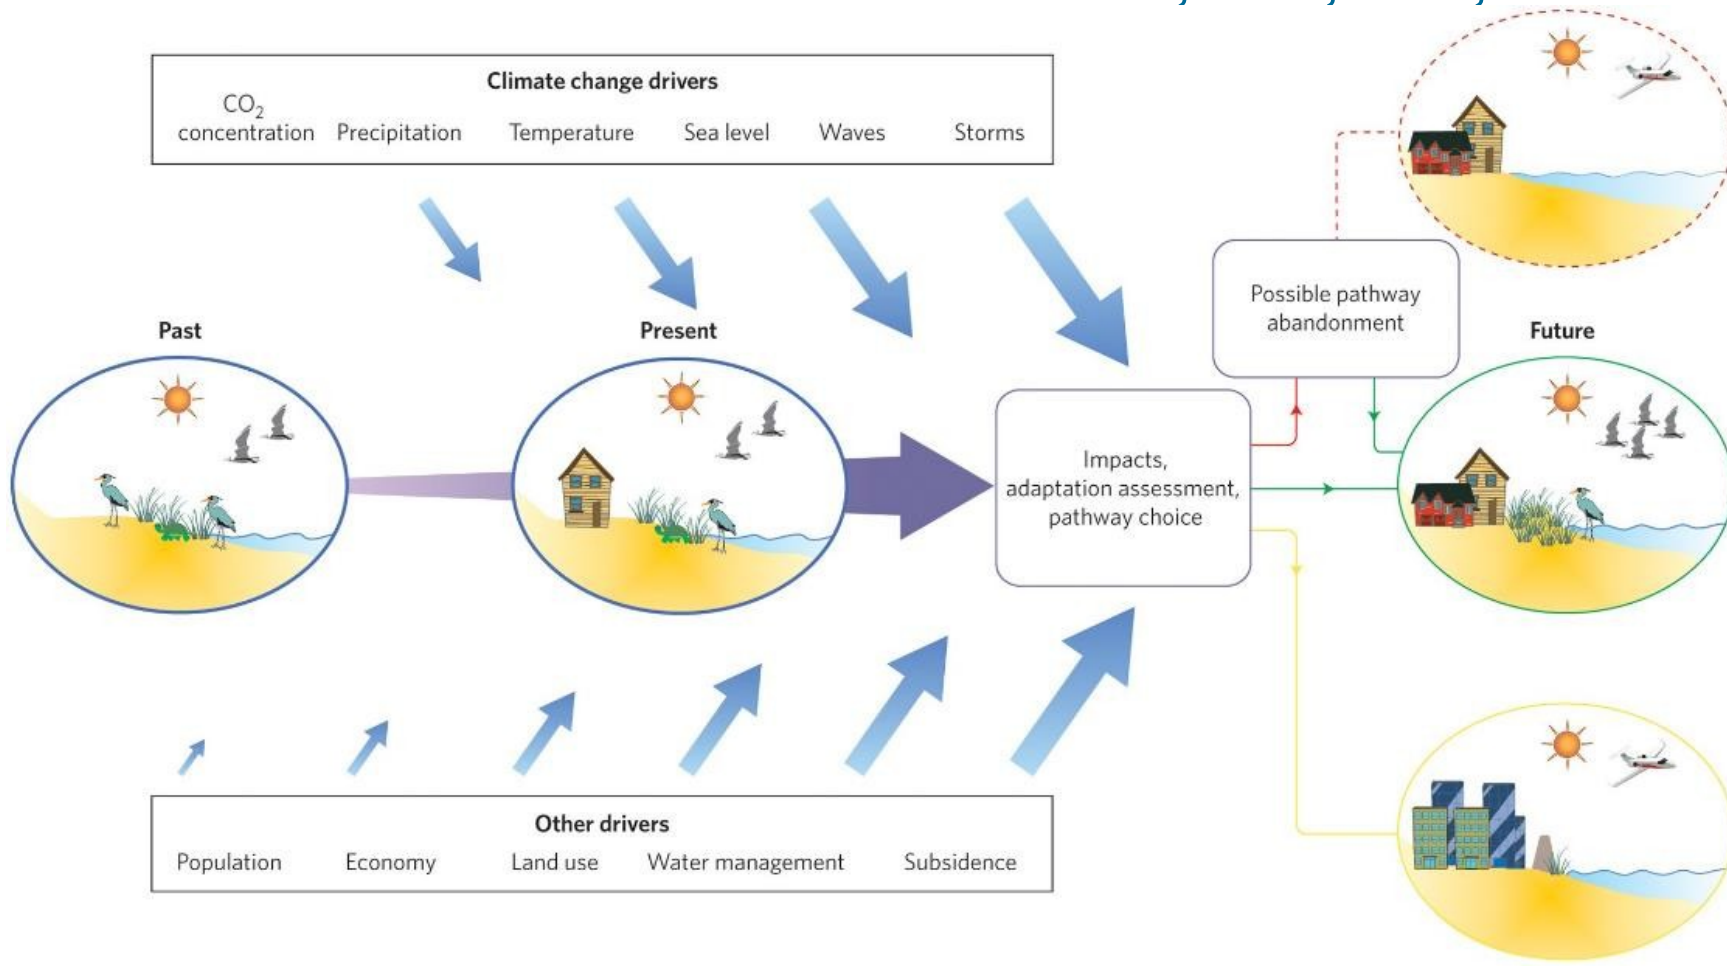 Climate change drivers
CO₂
concentration Precipitation Temperature Sea level Waves Storms
Past
Present
Possible pathway
abandonment
Future
Impacts,
adaptation assessment,
pathway choice
Other drivers
Population Economy Land use Water management Subsidence